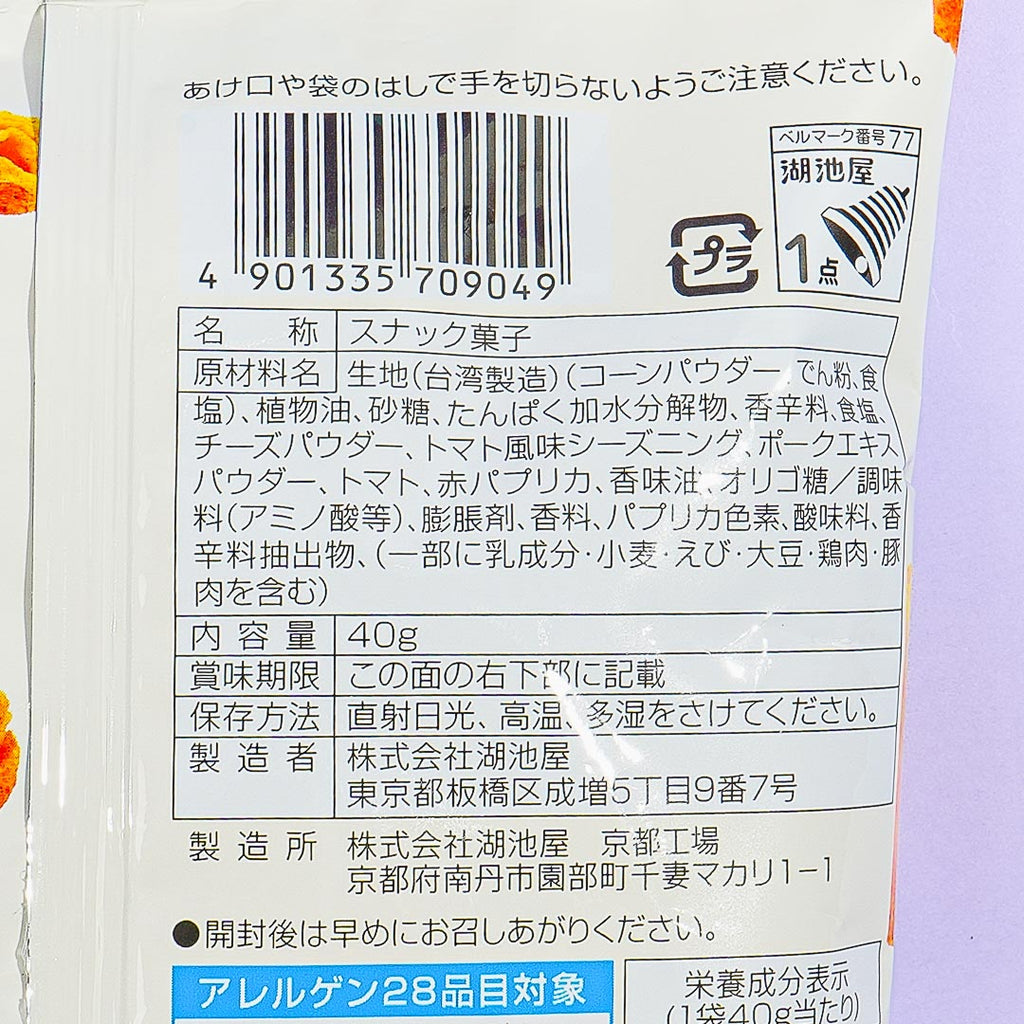 あけ口や袋のはしで手を切らないようご注意ください。
ベルマーク番号77
湖池屋
1点
プラ
4 901335 709049
名称 スナック菓子
原材料名 生地(台湾製造)(コーンパウダー、でん粉、食
塩)、植物油、砂糖、たんぱく加水分解物、香辛料、食塩、
チーズパウダー、トマト風味シーズニング、ポークエキス
パウダー、トマト、赤パプリカ、香味油、オリゴ糖/調味
料(アミノ酸等)、膨脹剤、香料、パプリカ色素、酸味料、香
辛料抽出物、(一部に乳成分・小麦・えび・大豆・鶏肉・豚
肉を含む)
内容量 40g
賞味期限 この面の右下部に記載
保存方法 直射日光、高温、多湿をさけてください。
製造者 株式会社湖池屋
東京都板橋区成増5丁目9番7号
製造所 株式会社湖池屋 京都工場
京都府南丹市園部町千妻マカリ1-1
●開封後は早めにお召しあがりください。
アレルゲン28品目対象
栄養成分表示
(1袋40g当たり)